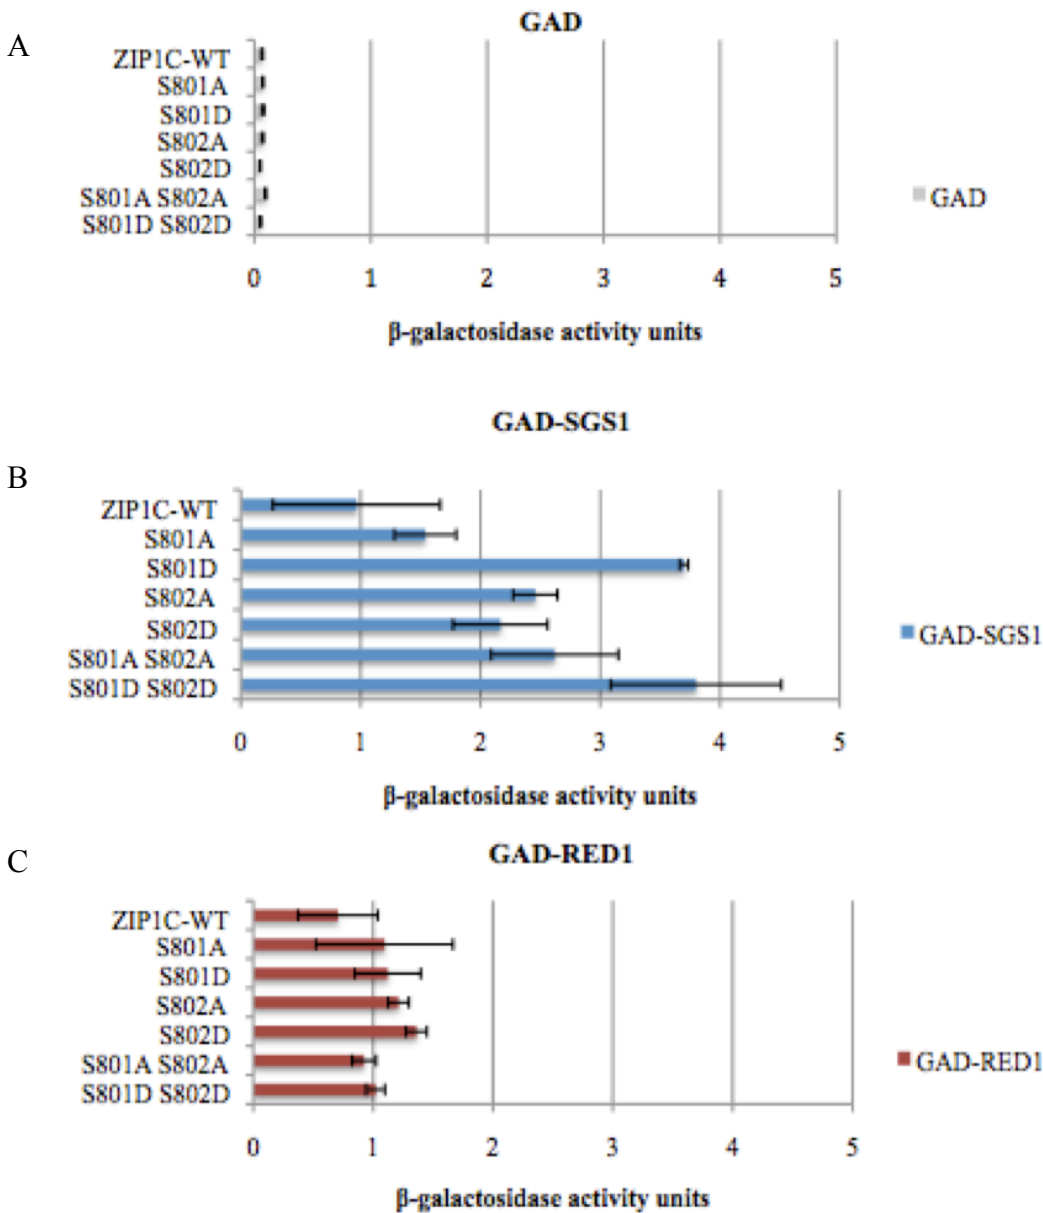 A
GAD
ZIP1C-WT
S801A
S801D
S802A
S802D
S801A S802A
S801D S802D
GAD
0 1 2 3 4 5
β-galactosidase activity units
GAD-SGS1
B
ZIP1C-WT
S801A
S801D
S802A
S802D
S801A S802A
S801D S802D
GAD-SGS1
0 1 2 3 4 5
β-galactosidase activity units
GAD-RED1
C
ZIP1C-WT
S801A
S801D
S802A
S802D
S801A S802A
S801D S802D
GAD-RED1
0 1 2 3 4 5
β-galactosidase activity units